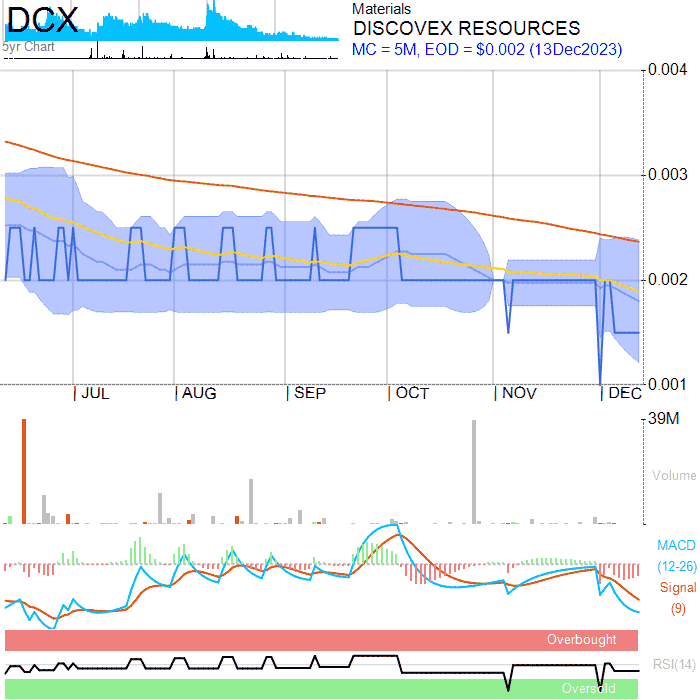 DCX
5yr Chart
Materials
DISCOVEX RESOURCES
MC = 5M, EOD = $0.002 (13Dec2023)
0.004
0.003
0.002
0.001
| JUL | AUG | SEP | OCT | NOV | DEC
39M
Volume
MACD
(12-26)
Signal
(9)
Overbought
RSI(14)
Oversold